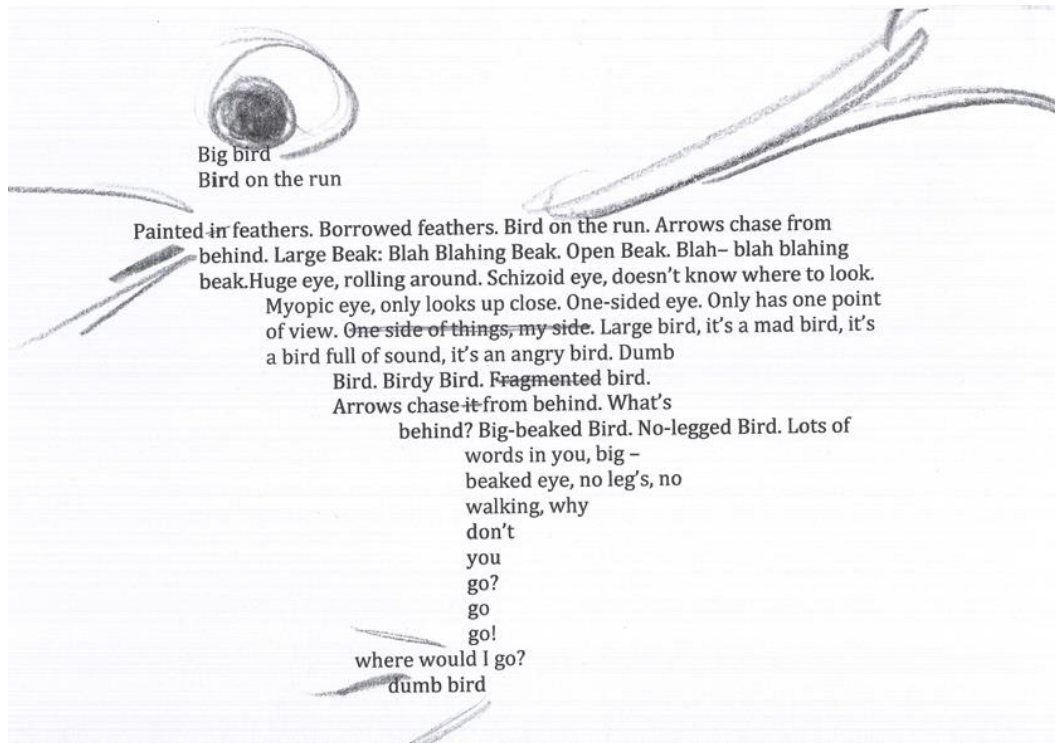 Big bird
Bird on the run
Painted in feathers. Borrowed feathers. Bird on the run. Arrows chase from
behind. Large Beak: Blah Blahing Beak. Open Beak. Blah– blah blahing
beak.Huge eye, rolling around. Schizoid eye, doesn't know where to look.
Myopic eye, only looks up close. One-sided eye. Only has one point
of view. One side of things, my side. Large bird, it's a mad bird, it's
a bird full of sound, it's an angry bird. Dumb
Bird. Birdy Bird. Fragmented bird.
Arrows chase it from behind. What's
behind? Big-beaked Bird. No-legged Bird. Lots of
words in you, big –
beaked eye, no leg's, no
walking, why
don't
you
go?
go
go!
where would I go?
dumb bird